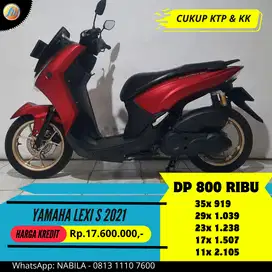 CUKUP KTP & KK
DP 800 RIBU
35x 919
29x 1.039
23x 1.238
17x 1.507
11x 2.105
YAMAHA LEXI S 2021
HARGA KREDIT
Rp.17.600.000,-
WhatsApp: NABILA - 0813 1110 7600